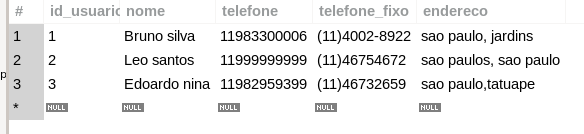 # id_usuario nome telefone telefone_fixo endereco
1 1 Bruno silva 11983300006 (11)4002-8922 sao paulo, jardins
2 2 Leo santos 11999999999 (11)46754672 sao paulos, sao paulo
3 3 Edoardo nina 11982959399 (11)46732659 sao paulo,tatuape
* NULL NULL NULL NULL NULL